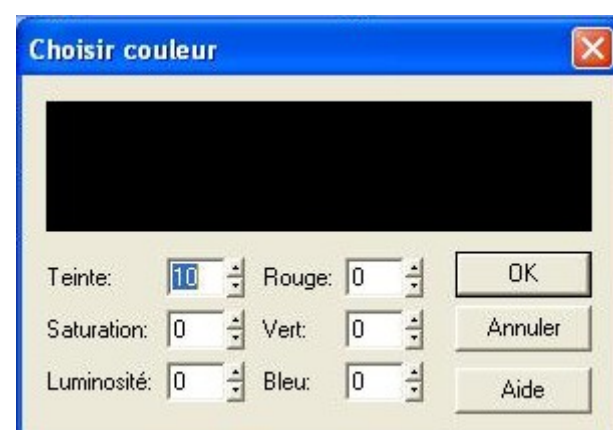 Choisir couleur
Teinte: 10 Rouge: 0 OK
Saturation: 0 Vert: 0 Annuler
Luminosité: 0 Bleu: 0 Aide